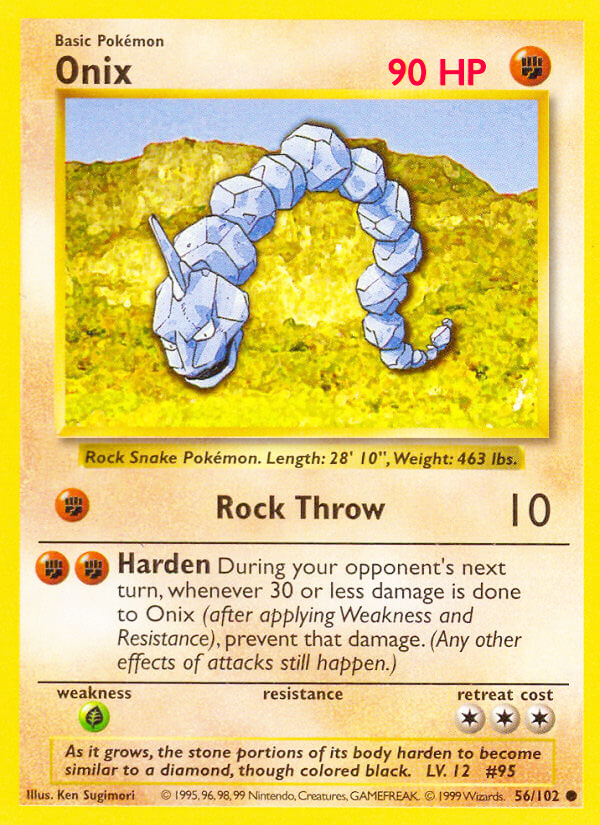 Basic Pokémon
Onix 90 HP
Rock Snake Pokémon. Length: 28' 10", Weight: 463 lbs.
Rock Throw 10
Harden During your opponent's next
turn, whenever 30 or less damage is done
to Onix (after applying Weakness and
Resistance), prevent that damage. (Any other
effects of attacks still happen.)
weakness resistance retreat cost
As it grows, the stone portions of its body harden to become
similar to a diamond, though colored black. LV. 12 #95
Illus. Ken Sugimori © 1995, 96, 98, 99 Nintendo, Creatures, GAMEFREAK. © 1999 Wizards. 56/102